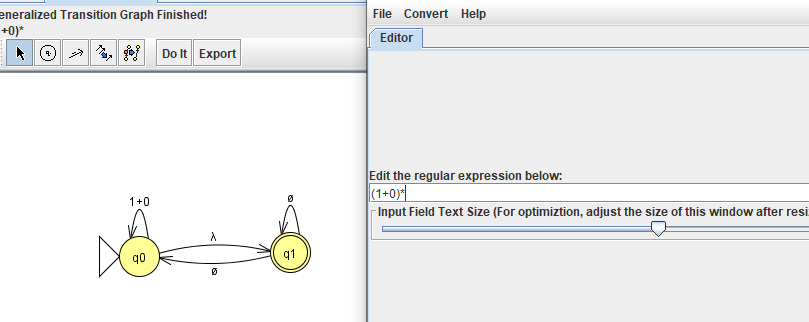 eneralized Transition Graph Finished!
+0)*
Do It Export
1+0
ø
λ
q0
q1
ø
File Convert Help
Editor
Edit the regular expression below:
(1+0)*
Input Field Text Size (For optimiztion, adjust the size of this window after resi